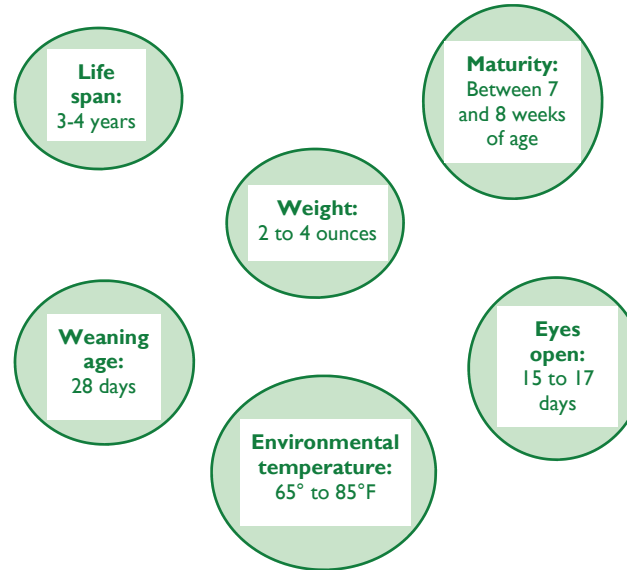 Life
span:
3-4 years
Maturity:
Between 7
and 8 weeks
of age
Weight:
2 to 4 ounces
Weaning
age:
28 days
Eyes
open:
15 to 17
days
Environmental
temperature:
65° to 85°F